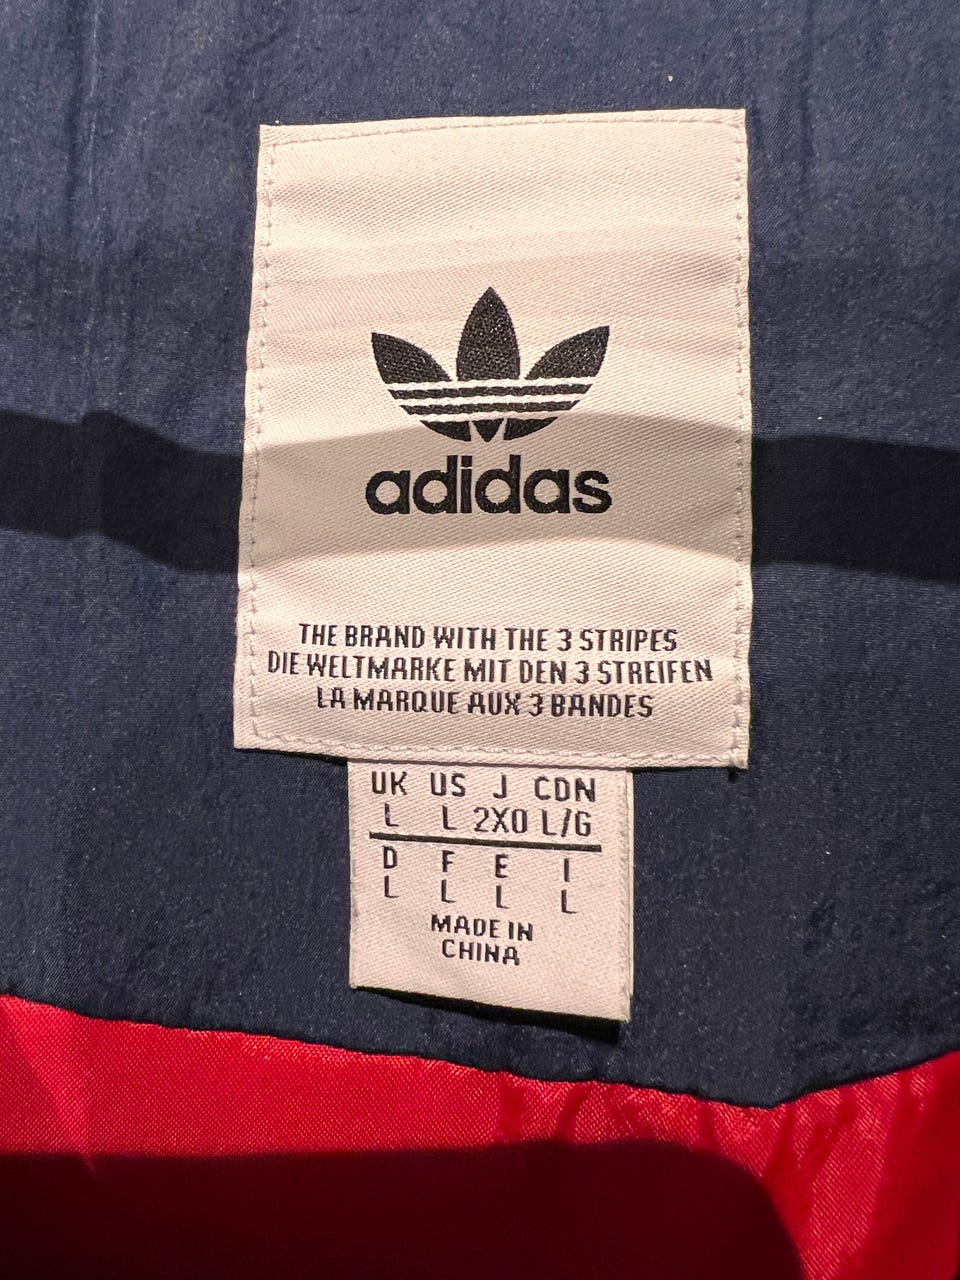 adidas
THE BRAND WITH THE 3 STRIPES
DIE WELTMARKE MIT DEN 3 STREIFEN
LA MARQUE AUX 3 BANDES
UK US J CDN
L L 2XO L/G
D F E I
L L L L
MADE IN
CHINA